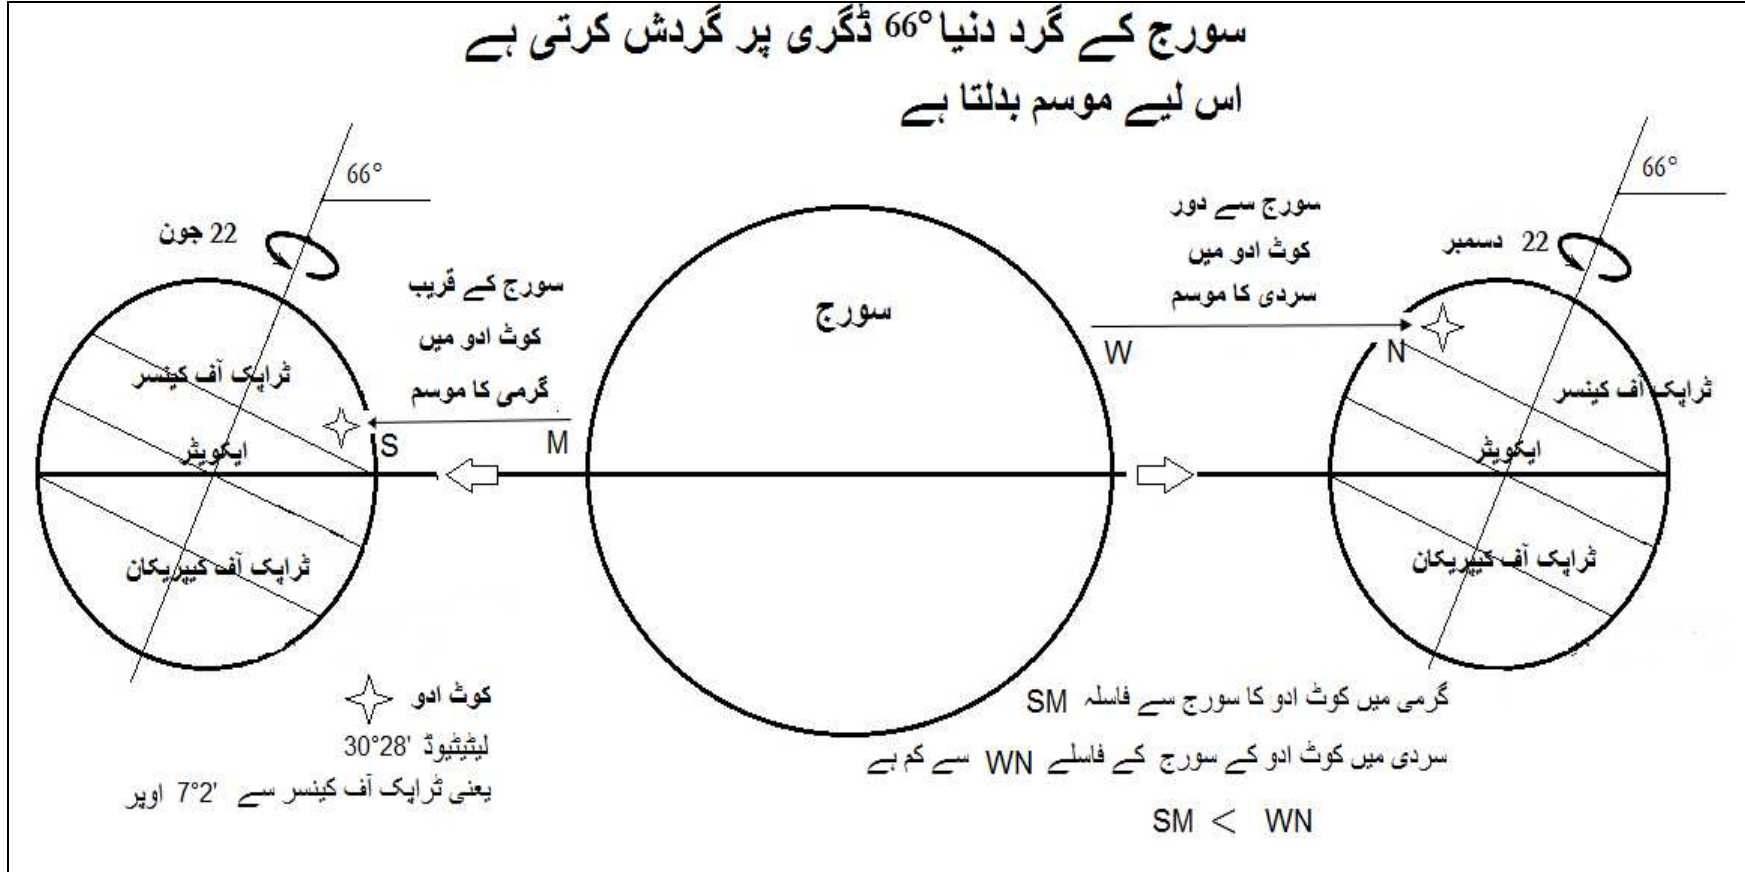 سورج کے گرد دنیا 66° ڈگری پر گردش کرتی ہے
اس لیے موسم بدلتا ہے
66°
22 دسمبر
سورج سے دور
کوٹ ادو میں
سردی کا موسم
W
N
ٹراپک آف کینسر
ایکویٹر
ٹراپک آف کیپریکان
سورج
66°
22 جون
سورج کے قریب
کوٹ ادو میں
گرمی کا موسم
M
S
ٹراپک آف کینسر
ایکویٹر
ٹراپک آف کیپریکان
گرمی میں کوٹ ادو کا سورج سے فاسلہ SM
سردی میں کوٹ ادو کے سورج کے فاسلے WN سے کم ہے
SM < WN
کوٹ ادو
لیٹیٹیوڈ 30°28'
یعنی ٹراپک آف کینسر سے 7°2' اوپر